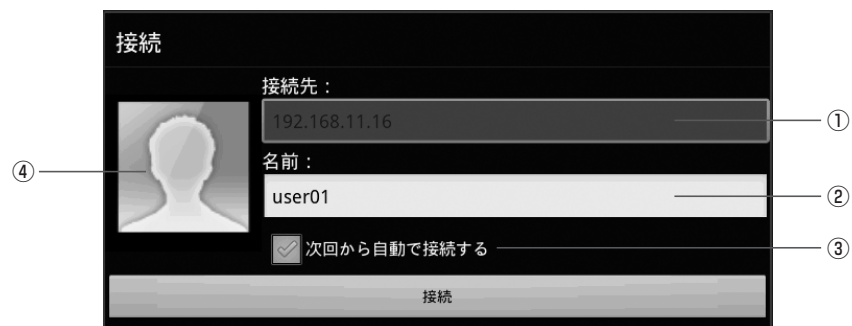 接続
接続先：
192.168.11.16
①
名前：
④
user01
②
次回から自動で接続する
③
接続